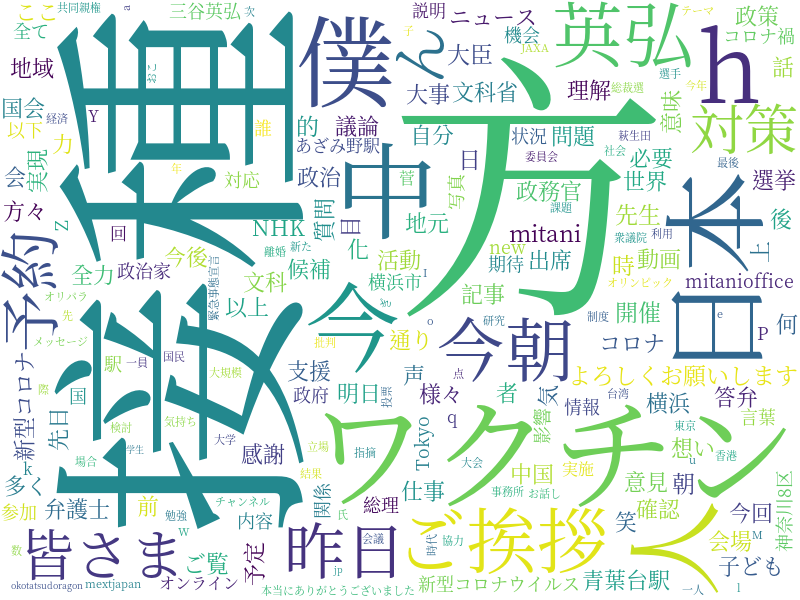 ここ
共同親権
a
三谷英弘
次
全て
地域
国会
以下
力
Y
会
実現
方々
Z
接種
おこ
僕
ん
説明
ニュース
大臣
大事
文科省
的
議論
自分
あざみ野駅
日
政治
菅
対応
年
回
全力
政治家
今後
NHK
質問
目
化
文科
候補
離婚
新た
活動
横浜市
地元
機会
JAXA
子
テーマ
英弘
h
政策
コロナ禍
話
選手
総裁選
今年
理解
意味
対策
状況
問題
委員会
萩生田
社会
必要
最後
世界
選挙
写真
政務官
課題
衆議院
利用
先生
後
mitani
new
時
動画
上
期待
出席
I
オリンピック
mitanioffice
中
方
日本
予約
オリパラ
先
メッセージ
緊急事態宣言
以上
今
記事
o
研究
制度
開催
e
P
何
駅
一員
国民
大規模
批判
通り
今朝
コロナ
際
国
支援
声
点
よろしくお願いします
新型コロナ
先日
検討
気持ち
政府
明日
投票
様々
者
気
台湾
情報
横浜
答弁
k
場合
学生
大学
感謝
立場
指摘
q
Tokyo
影響
東京
想い
言葉
多く
弁護士
前
結果
ワクチン
大会
中国
実施
u
香港
意見
朝
参加
w
勉強
チャンネル
関係
総理
仕事
事務所
お話し
笑
確認
今回
神奈川8区
皆さま
内容
氏
昨日
会議
時代
協力
ご挨拶
人
M
会場
数
ご覧
予定
子ども
okotatsudragon
mextjapan
オンライン
jp
本当にありがとうございました
新型コロナウイルス
青葉台駅
一人
l